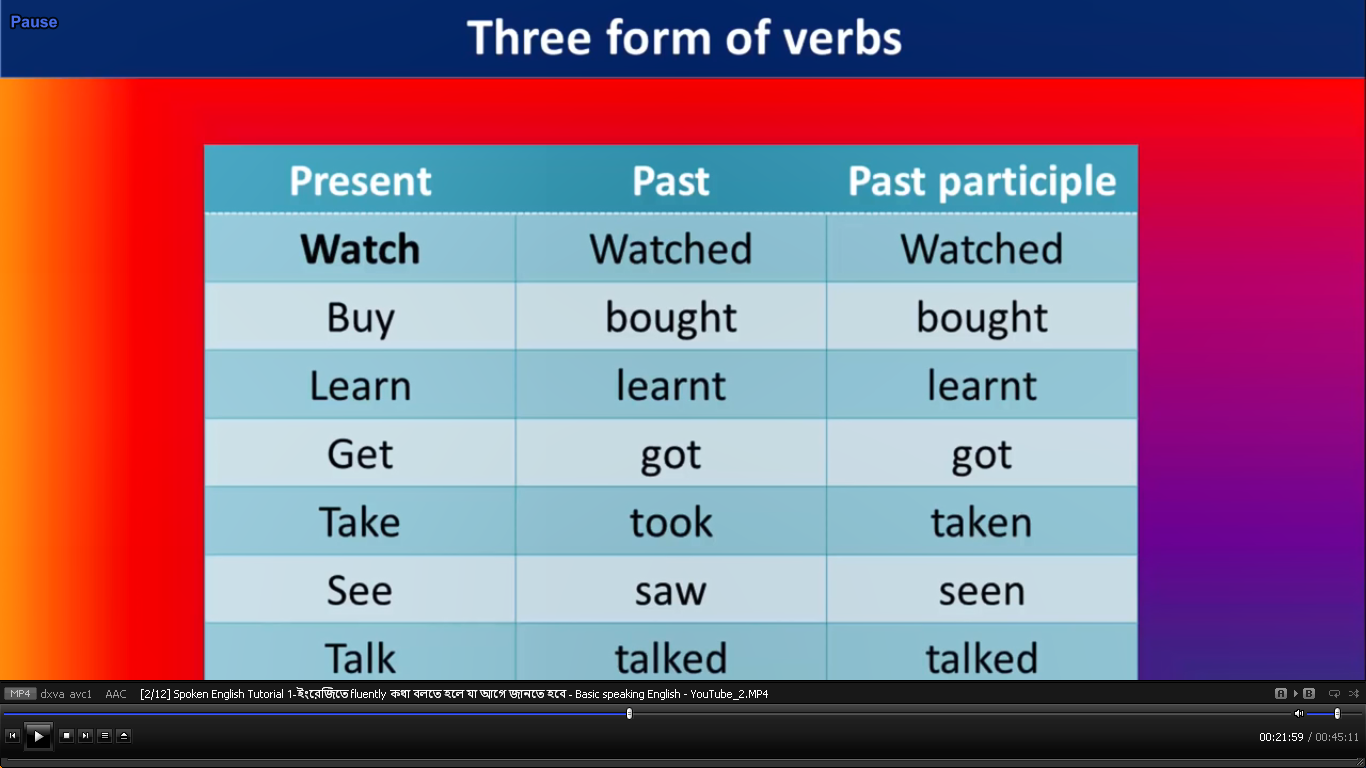 Pause
Three form of verbs
Present Past Past participle
Watch Watched Watched
Buy bought bought
Learn learnt learnt
Get got got
Take took taken
See saw seen
Talk talked talked
MP4 dxva avc1 AAC [2/12] Spoken English Tutorial 1-ইংরেজিতে fluently কথা বলতে হলে যা আগে জানতে হবে - Basic speaking English - YouTube_2.MP4 A B
00:21:59 / 00:45:11